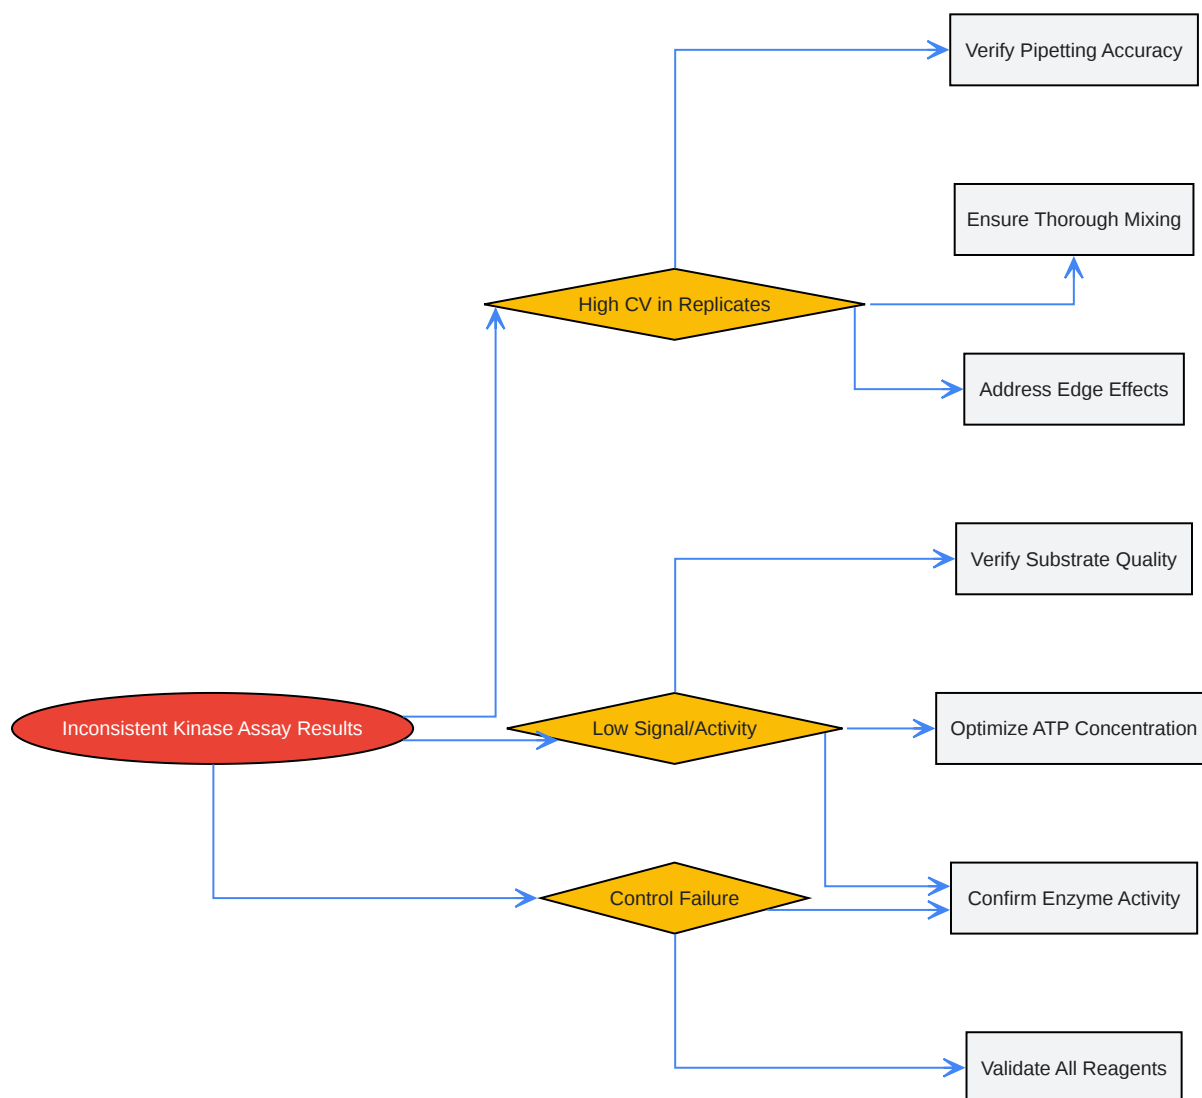 Verify Pipetting Accuracy
Ensure Thorough Mixing
High CV in Replicates
Address Edge Effects
Verify Substrate Quality
Inconsistent Kinase Assay Results
Low Signal/Activity
Optimize ATP Concentration
Control Failure
Confirm Enzyme Activity
Validate All Reagents